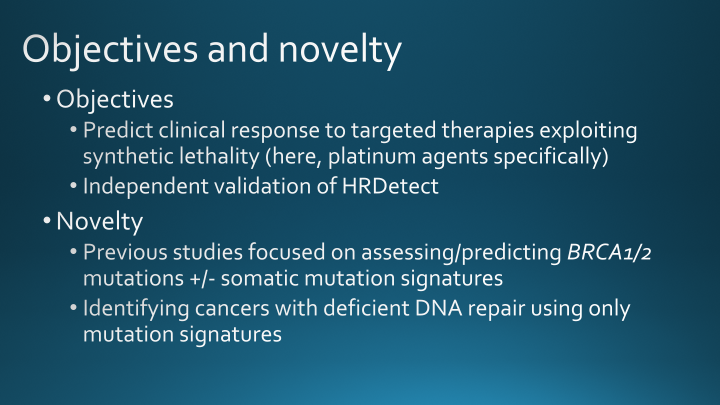 Objectives and novelty
• Objectives
• Predict clinical response to targeted therapies exploiting
synthetic lethality (here, platinum agents specifically)
• Independent validation of HRDetect
• Novelty
• Previous studies focused on assessing/predicting BRCA1/2
mutations +/- somatic mutation signatures
• Identifying cancers with deficient DNA repair using only
mutation signatures